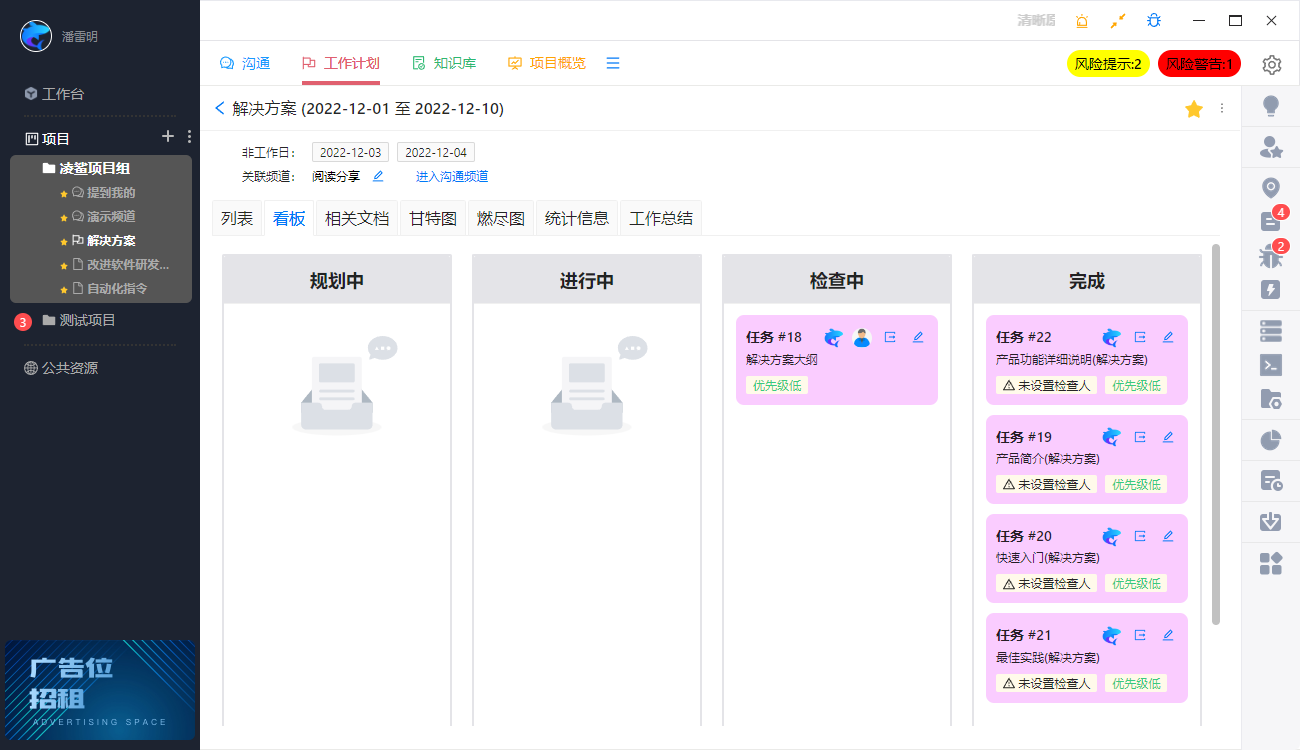 潘雷明
工作台
项目
凌鲨项目组
提到我的
演示频道
解决方案
改进软件研发...
自动化指令
3
测试项目
公共资源
广告位
招租
ADVERTISING SPACE
沟通 工作计划 知识库 项目概览 风险提示:2 风险警告:1
解决方案 (2022-12-01 至 2022-12-10)
非工作日: 2022-12-03 2022-12-04
关联频道: 阅读分享 进入沟通频道
列表 看板 相关文档 甘特图 燃尽图 统计信息 工作总结
规划中
进行中
检查中
任务 #18
解决方案大纲
优先级低
完成
任务 #22
产品功能详细说明(解决方案)
未设置检查人 优先级低
任务 #19
产品简介(解决方案)
未设置检查人 优先级低
任务 #20
快速入门(解决方案)
未设置检查人 优先级低
任务 #21
最佳实践(解决方案)
未设置检查人 优先级低
4
2